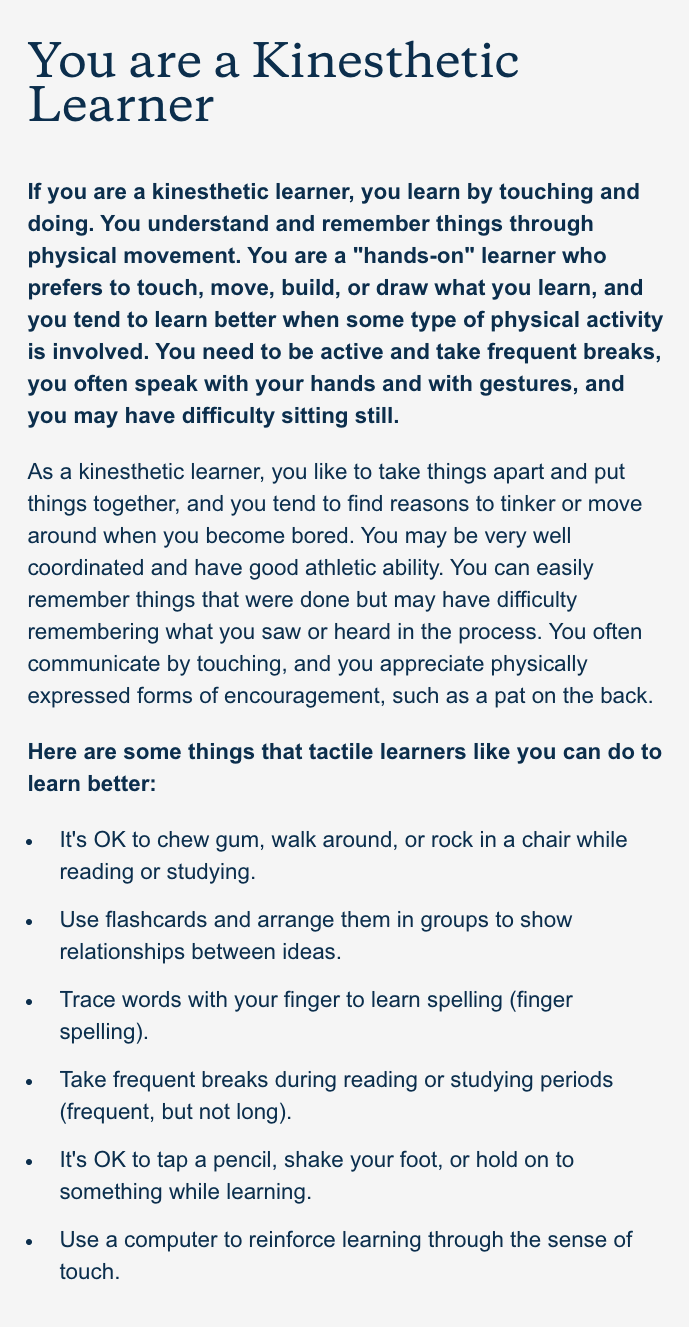 You are a Kinesthetic
Learner
If you are a kinesthetic learner, you learn by touching and
doing. You understand and remember things through
physical movement. You are a "hands-on" learner who
prefers to touch, move, build, or draw what you learn, and
you tend to learn better when some type of physical activity
is involved. You need to be active and take frequent breaks,
you often speak with your hands and with gestures, and
you may have difficulty sitting still.
As a kinesthetic learner, you like to take things apart and put
things together, and you tend to find reasons to tinker or move
around when you become bored. You may be very well
coordinated and have good athletic ability. You can easily
remember things that were done but may have difficulty
remembering what you saw or heard in the process. You often
communicate by touching, and you appreciate physically
expressed forms of encouragement, such as a pat on the back.
Here are some things that tactile learners like you can do to
learn better:
• It's OK to chew gum, walk around, or rock in a chair while
reading or studying.
• Use flashcards and arrange them in groups to show
relationships between ideas.
• Trace words with your finger to learn spelling (finger
spelling).
• Take frequent breaks during reading or studying periods
(frequent, but not long).
• It's OK to tap a pencil, shake your foot, or hold on to
something while learning.
• Use a computer to reinforce learning through the sense of
touch.